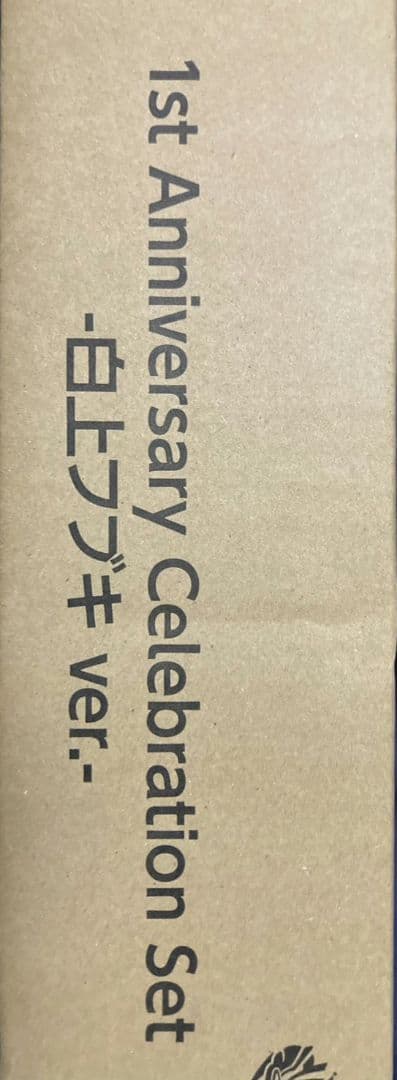 1st Anniversary Celebration Set
-白上フブキ ver.-